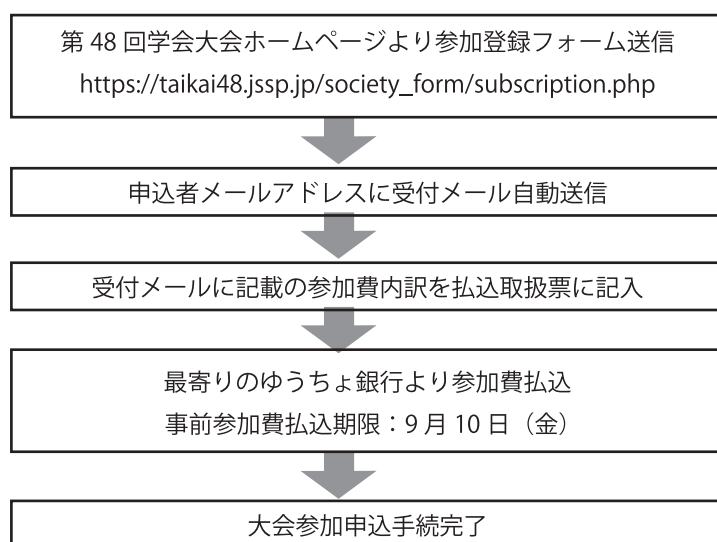 第 48 回学会大会ホームページより参加登録フォーム送信
https://taikai48.jssp.jp/society_form/subscription.php
申込者メールアドレスに受付メール自動送信
受付メールに記載の参加費内訳を払込取扱票に記入
最寄りのゆうちょ銀行より参加費払込
事前参加費払込期限：9 月 10 日（金）
大会参加申込手続完了